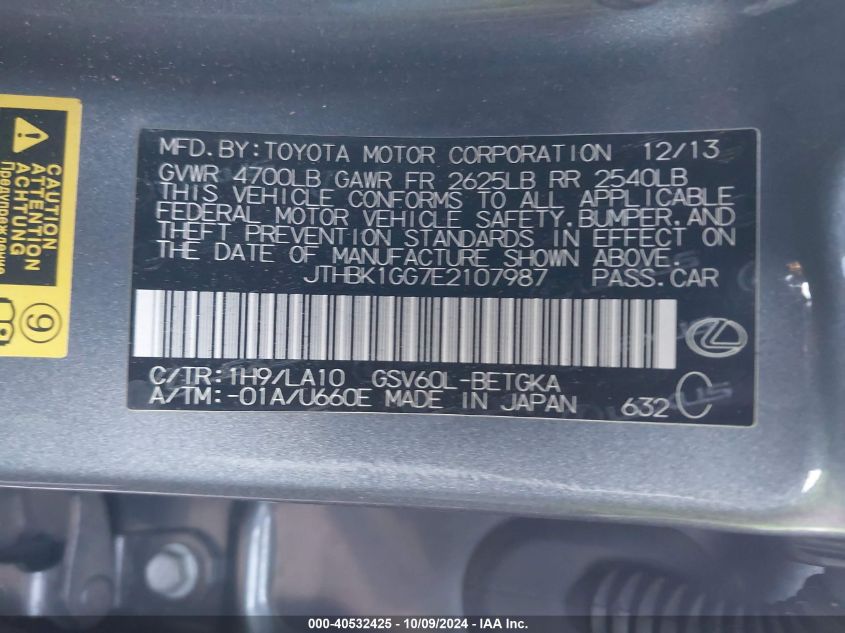 MFD.BY:TOYOTA MOTOR CORPORATION 12/13
GVWR 4700LB GAWR FR 2625LB RR 2540LB
THIS VEHICLE CONFORMS TO ALL APPLICABLE
FEDERAL MOTOR VEHICLE SAFETY,BUMPER,AND
THEFT PREVENTION STANDARDS IN EFFECT ON
THE DATE OF MANUFACTURE SHOWN ABOVE.
JTHBK1GG7E2107987 PASS.CAR
C/TR:1H9/LA10 GSV60L-BETGKA
A/TM:-01A/U660E MADE IN JAPAN 632 C
Предупреждение
9
000-40532425 - 10/09/2024 - IAA Inc.